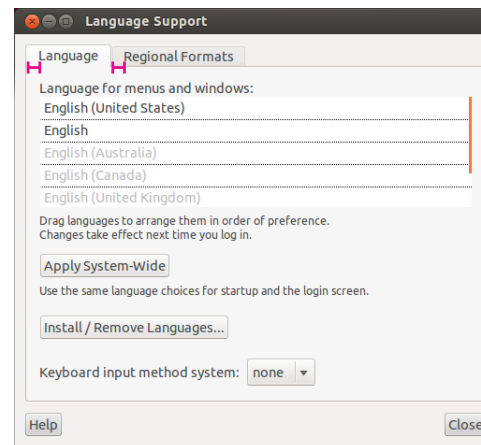 Language Support
Language Regional Formats
Language for menus and windows:
English (United States)
English
English (Australia)
English (Canada)
English (United Kingdom)
Drag languages to arrange them in order of preference.
Changes take effect next time you log in.
Apply System-Wide
Use the same language choices for startup and the login screen.
Install / Remove Languages...
Keyboard input method system: none
Help Close